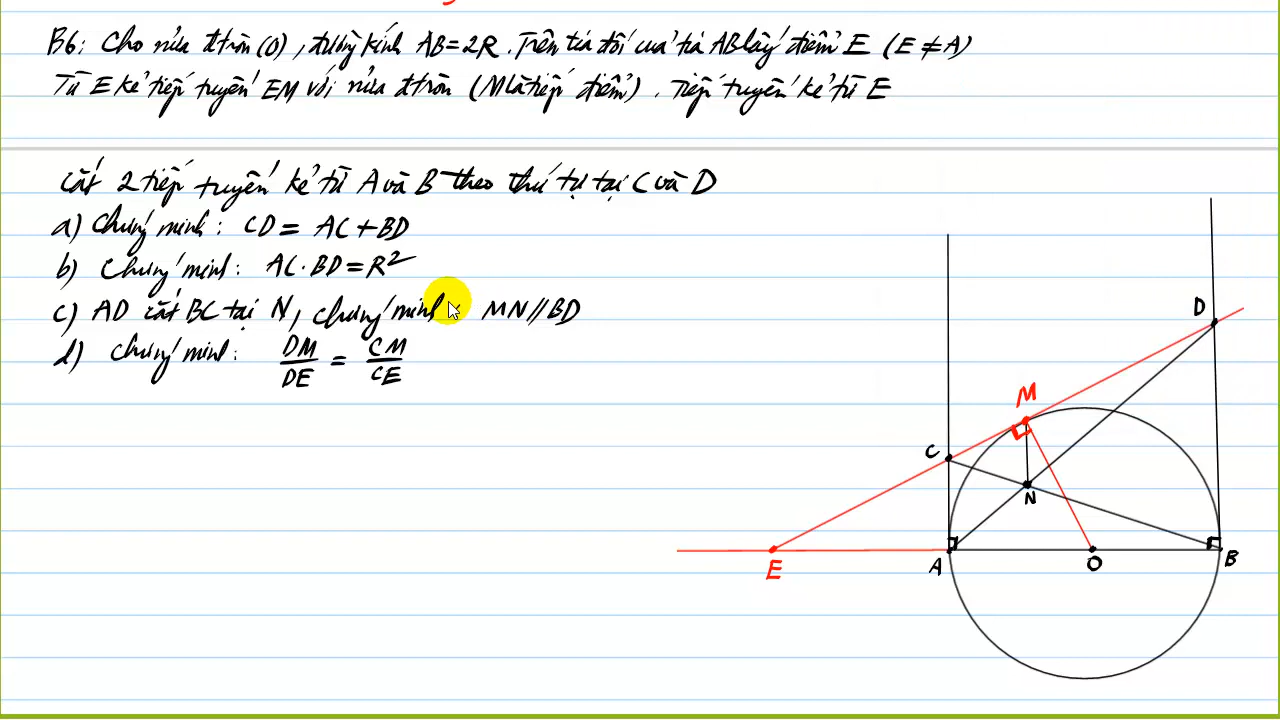 B6: Cho nửa đtròn (O), đường kính AB = 2R. Trên tia đối của tia AB lấy điểm E (E ≠ A)
Từ E kẻ tiếp tuyến EM với nửa đtròn (M là tiếp điểm). Tiếp tuyến kẻ từ E
cắt 2 tiếp tuyến kẻ từ A và B theo thứ tự tại C và D
a) Chứng minh: CD = AC + BD
b) Chứng minh: AC.BD = R²
c) AD cắt BC tại N, chứng minh: MN // BD
d) Chứng minh: DM/DE = CM/CE
D
M
C
N
E
A
O
B